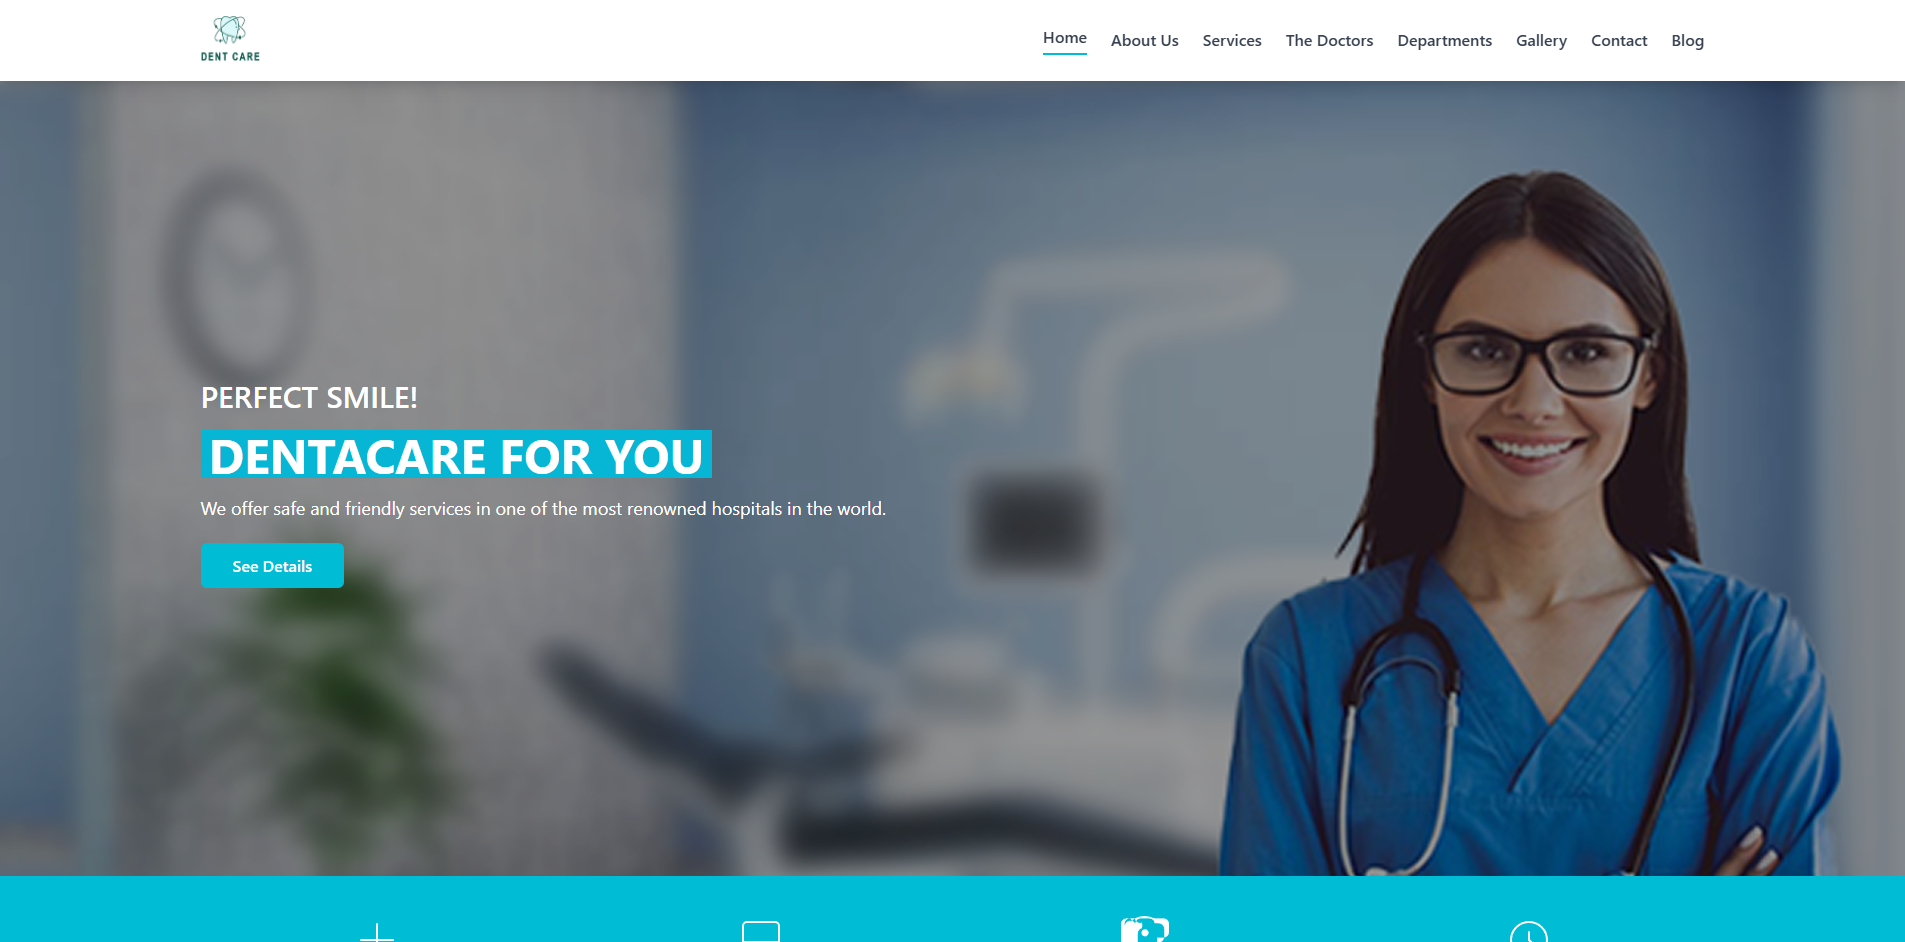 DENT CARE
Home About Us Services The Doctors Departments Gallery Contact Blog
PERFECT SMILE!
DENTACARE FOR YOU
We offer safe and friendly services in one of the most renowned hospitals in the world.
See Details